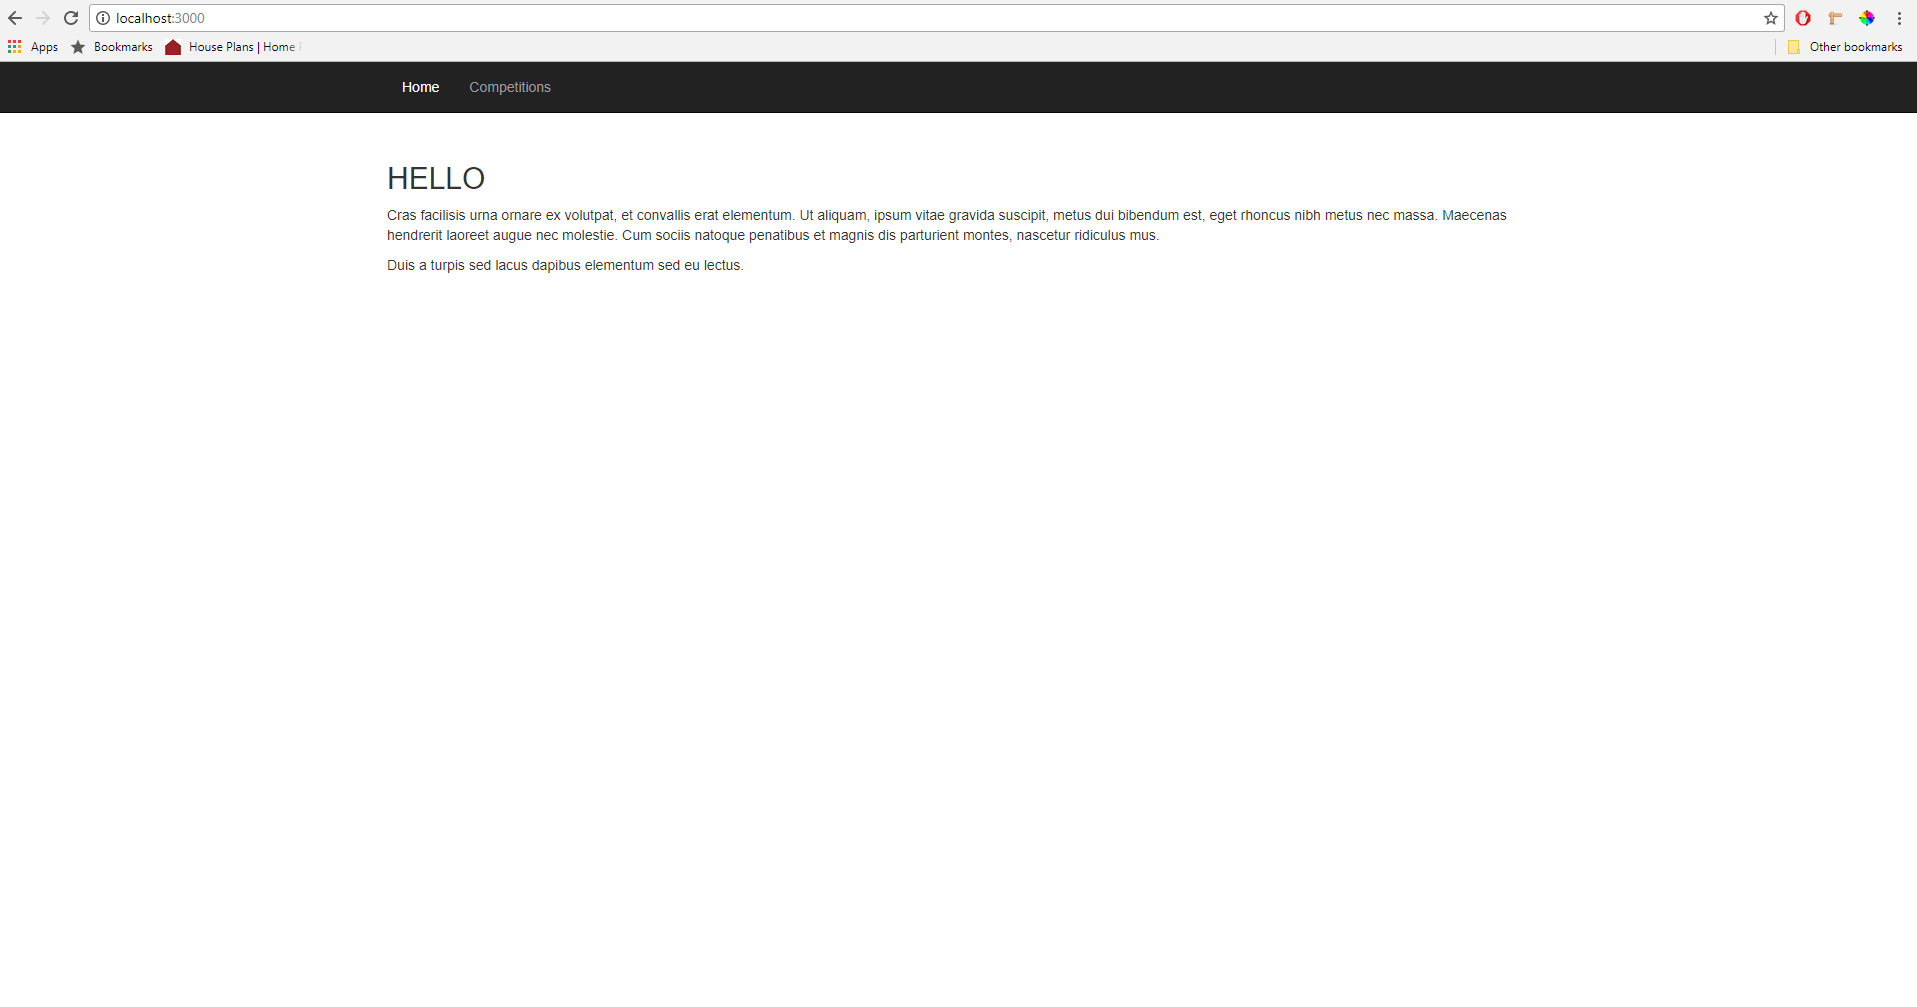 localhost:3000
Apps Bookmarks House Plans | Home Other bookmarks
Home Competitions
HELLO
Cras facilisis urna ornare ex volutpat, et convallis erat elementum. Ut aliquam, ipsum vitae gravida suscipit, metus dui bibendum est, eget rhoncus nibh metus nec massa. Maecenas
hendrerit laoreet augue nec molestie. Cum sociis natoque penatibus et magnis dis parturient montes, nascetur ridiculus mus.
Duis a turpis sed lacus dapibus elementum sed eu lectus.